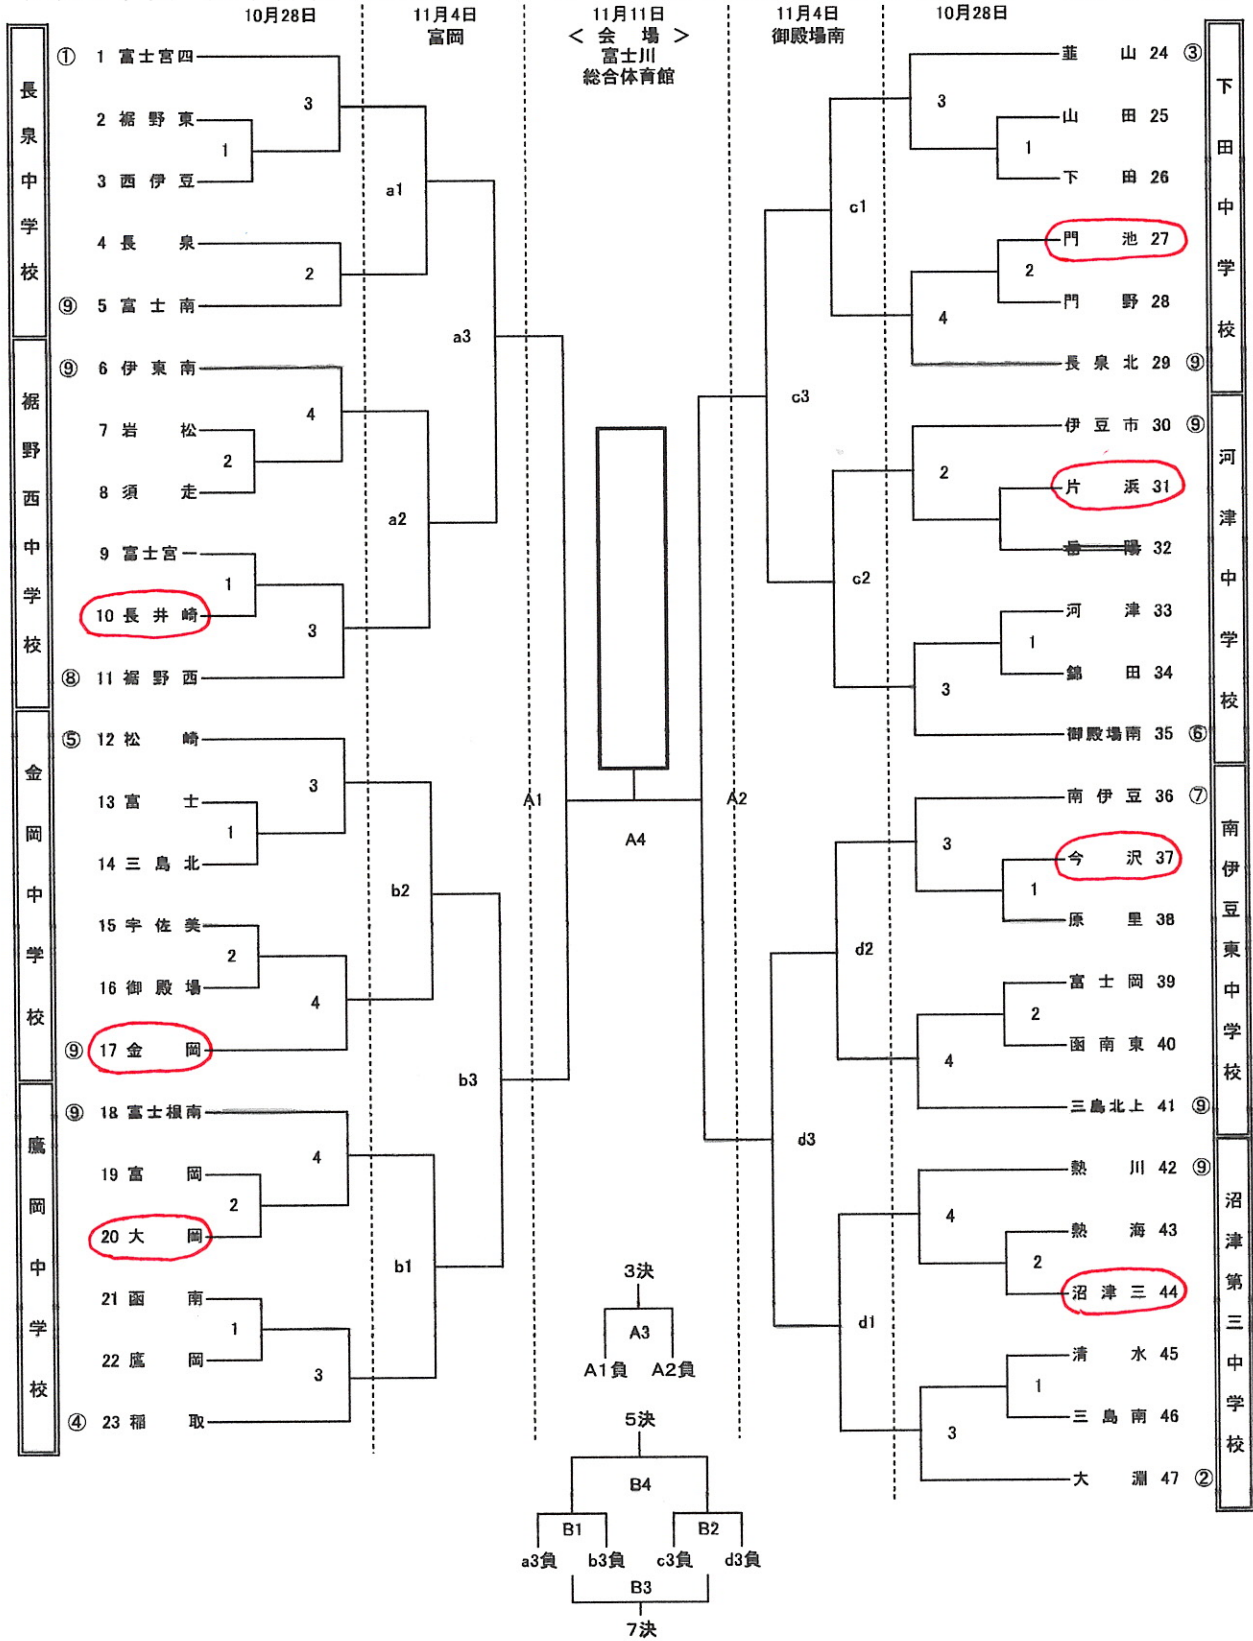 10月28日
11月4日
富岡
11月11日
＜会場＞
富士川
総合体育館
11月4日
御殿場南
10月28日
長泉中学校
① 1 富士宮四
2 裾野東
3 西伊豆
4 長泉
⑨ 5 富士南
3
1
2
a1
裾野西中学校
⑨ 6 伊東南
7 岩松
8 須走
9 富士宮一
10 長井崎
⑧ 11 裾野西
4
2
1
3
a2
a3
金岡中学校
⑤ 12 松崎
13 富士
14 三島北
15 宇佐美
16 御殿場
⑨ 17 金岡
3
1
2
4
b2
鷹岡中学校
⑨ 18 富士根南
19 富岡
20 大岡
21 函南
22 鷹岡
④ 23 稲取
4
2
1
3
b1
b3
A1
A4
A2
下田中学校
韮山 24 ③
山田 25
下田 26
門池 27
門野 28
長泉北 29 ⑨
3
1
2
4
c1
河津中学校
伊豆市 30 ⑨
片浜 31
岳陽 32
河津 33
錦田 34
御殿場南 35 ⑥
2
1
3
c2
c3
南伊豆東中学校
南伊豆 36 ⑦
今沢 37
原里 38
富士岡 39
函南東 40
三島北上 41 ⑨
3
1
2
4
d2
沼津第三中学校
熱川 42 ⑨
熱海 43
沼津三 44
清水 45
三島南 46
大淵 47 ②
4
2
1
3
d1
d3
3決
A3
A1負 A2負
5決
B4
B1 B2
a3負 b3負 c3負 d3負
B3
7決